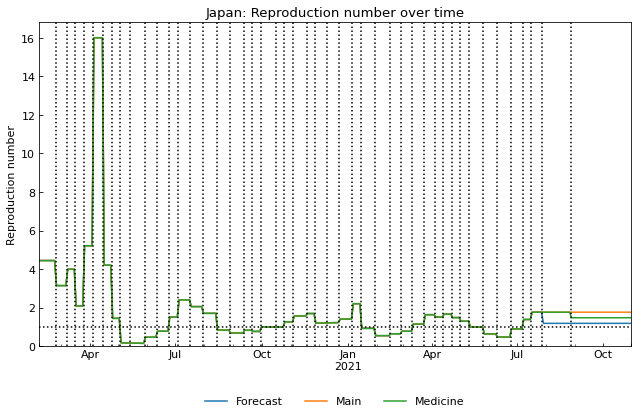 Japan: Reproduction number over time
Reproduction number
16
14
12
10
8
6
4
2
0
Apr Jul Oct Jan Apr Jul Oct
2021
Forecast Main Medicine